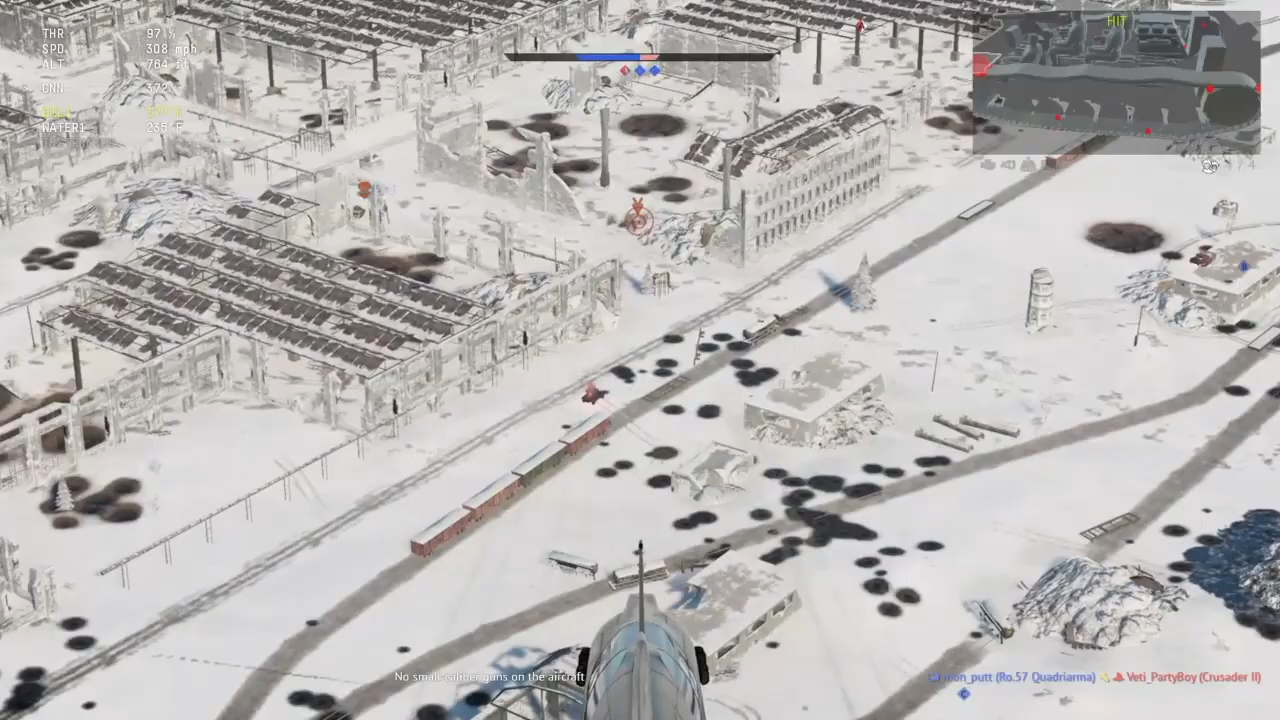 THR 97 %
SPD 308 mph
ALT 764 ft
CNN 372
WATER1 235 F
HIT
No small-caliber guns on the aircraft
mon_putt (Ro.57 Quadriarma) Veti_PartyBoy (Crusader II)